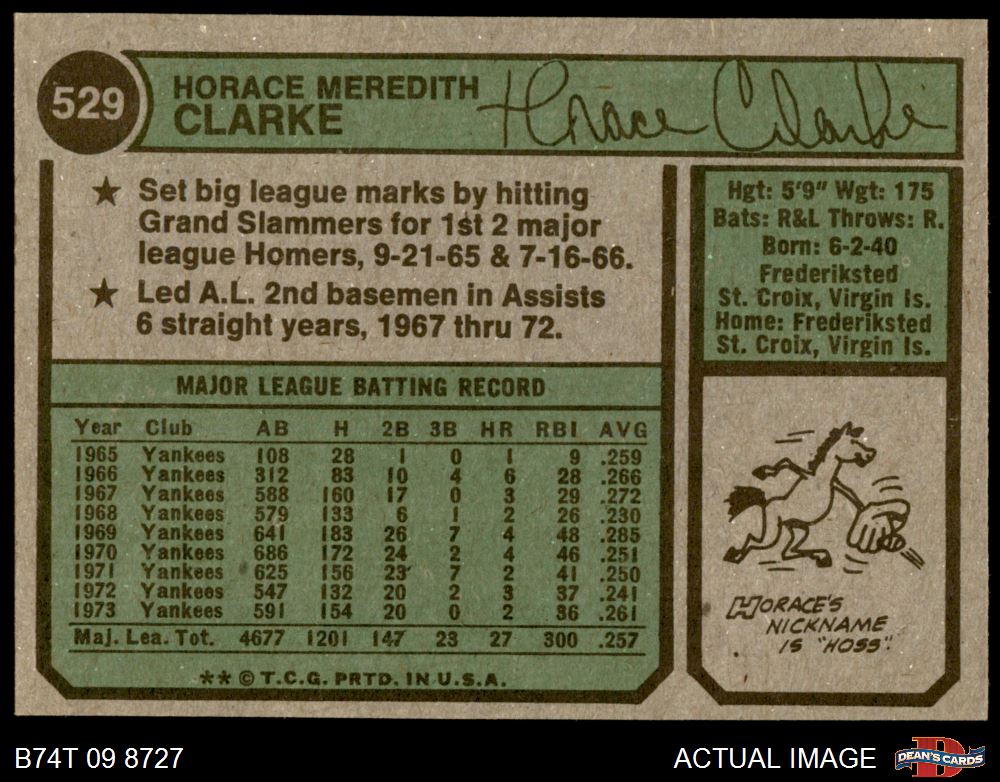 529
HORACE MEREDITH
CLARKE
Horace Clarke
★ Set big league marks by hitting
Grand Slammers for 1st 2 major
league Homers, 9-21-65 & 7-16-66.
★ Led A.L. 2nd basemen in Assists
6 straight years, 1967 thru 72.
Hgt: 5'9" Wgt: 175
Bats: R&L Throws: R.
Born: 6-2-40
Frederiksted
St. Croix, Virgin Is.
Home: Frederiksted
St. Croix, Virgin Is.
MAJOR LEAGUE BATTING RECORD
Year Club AB H 2B 3B HR RBI AVG
1965 Yankees 108 28 1 0 1 9 .259
1966 Yankees 312 83 10 4 6 28 .266
1967 Yankees 588 160 17 0 3 29 .272
1968 Yankees 579 133 6 1 2 26 .230
1969 Yankees 641 183 26 7 4 48 .285
1970 Yankees 686 172 24 2 4 46 .251
1971 Yankees 625 156 23 7 2 41 .250
1972 Yankees 547 132 20 2 3 37 .241
1973 Yankees 591 154 20 0 2 36 .261
Maj. Lea. Tot. 4677 1201 147 23 27 300 .257
** © T.C.G. PRTD. IN U.S.A.
HORACE'S
NICKNAME
IS "HOSS".
B74T 09 8727
ACTUAL IMAGE
D
DEAN'S CARDS